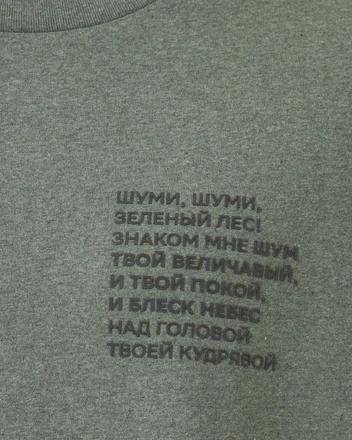 ШУМИ, ШУМИ,
ЗЕЛЕНЫЙ ЛЕС!
ЗНАКОМ МНЕ ШУМ
ТВОЙ ВЕЛИЧАВЫЙ,
И ТВОЙ ПОКОЙ,
И БЛЕСК НЕБЕС
НАД ГОЛОВОЙ
ТВОЕЙ КУДРЯВОЙ